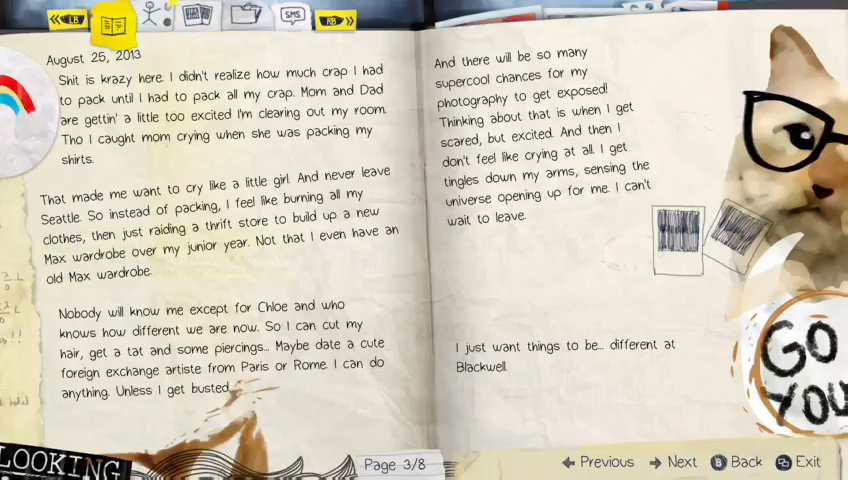 LB
SMS
RB
August 25, 2013
Shit is krazy here. I didn't realize how much crap I had
to pack until I had to pack all my crap. Mom and Dad
are gettin' a little too excited I'm clearing out my room.
Tho I caught mom crying when she was packing my
shirts.
That made me want to cry like a little girl. And never leave
Seattle. So instead of packing, I feel like burning all my
clothes, then just raiding a thrift store to build up a new
Max wardrobe over my junior year. Not that I even have an
old Max wardrobe.
Nobody will know me except for Chloe and who
knows how different we are now. So I can cut my
hair, get a tat and some piercings... Maybe date a cute
foreign exchange artiste from Paris or Rome. I can do
anything. Unless I get busted.
And there will be so many
supercool chances for my
photography to get exposed!
Thinking about that is when I get
scared, but excited. And then I
don't feel like crying at all. I get
tingles down my arms, sensing the
universe opening up for me. I can't
wait to leave.
I just want things to be... different at
Blackwell.
GO
YOU
LOOKING
Page 3/8
Previous
Next
B Back
Exit